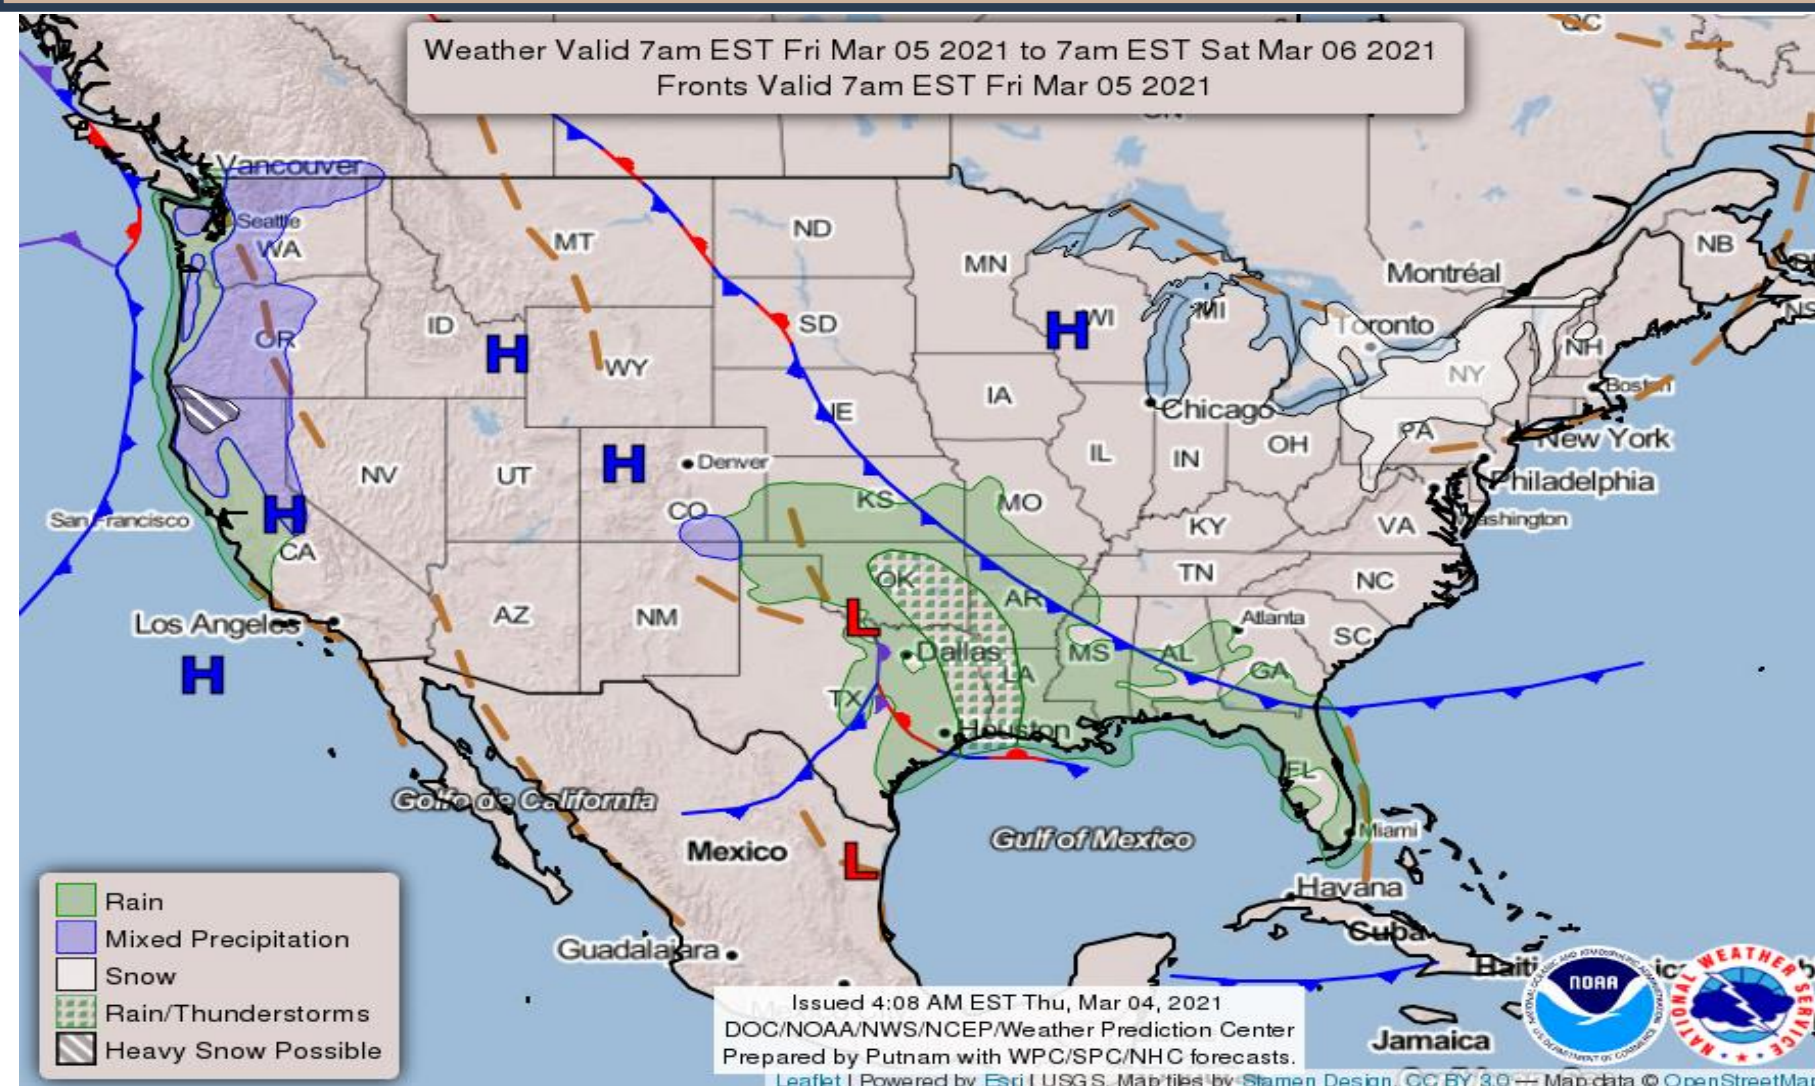 Weather Valid 7am EST Fri Mar 05 2021 to 7am EST Sat Mar 06 2021
Fronts Valid 7am EST Fri Mar 05 2021
QC
Vancouver
Seattle
WA
MT
ND
MN
NB
Montréal
OR
ID
SD
WI
MI
Toronto
NH
NS
H
H
WY
IA
NY
Boston
NE
Chicago
PA
New York
NV
UT
H
Denver
IL
IN
OH
Philadelphia
San Francisco
H
CO
KS
MO
KY
VA
Washington
CA
OK
TN
NC
Los Angeles
AZ
NM
L
AR
Atlanta
SC
H
Dallas
MS
AL
GA
LA
TX
Houston
FL
Golfo de California
Gulf of Mexico
Miami
Mexico
L
Havana
Cuba
Guadalajara
Haiti
Jamaica
Rain
Mixed Precipitation
Snow
Rain/Thunderstorms
Heavy Snow Possible
Issued 4:08 AM EST Thu, Mar 04, 2021
DOC/NOAA/NWS/NCEP/Weather Prediction Center
Prepared by Putnam with WPC/SPC/NHC forecasts.
NOAA
NATIONAL WEATHER SERVICE
Leaflet | Powered by Esri | USGS, Map tiles by Stamen Design, CC BY 3.0 — Map data © OpenStreetMap